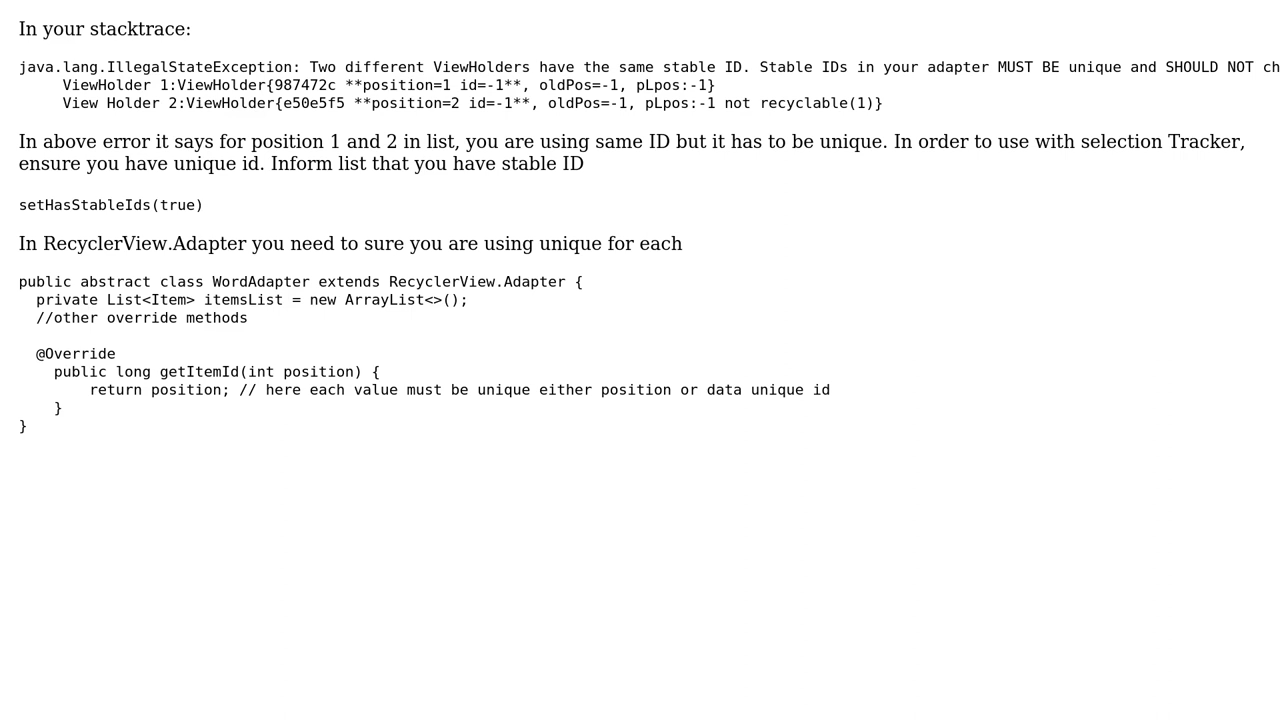 In your stacktrace:
java.lang.IllegalStateException: Two different ViewHolders have the same stable ID. Stable IDs in your adapter MUST BE unique and SHOULD NOT ch
ViewHolder 1:ViewHolder{987472c **position=1 id=-1**, oldPos=-1, pLpos:-1}
View Holder 2:ViewHolder{e50e5f5 **position=2 id=-1**, oldPos=-1, pLpos:-1 not recyclable(1)}
In above error it says for position 1 and 2 in list, you are using same ID but it has to be unique. In order to use with selection Tracker,
ensure you have unique id. Inform list that you have stable ID
setHasStableIds(true)
In RecyclerView.Adapter you need to sure you are using unique for each
public abstract class WordAdapter extends RecyclerView.Adapter {
  private List<Item> itemsList = new ArrayList<>();
  //other override methods
  @Override
    public long getItemId(int position) {
        return position; // here each value must be unique either position or data unique id
    }
}